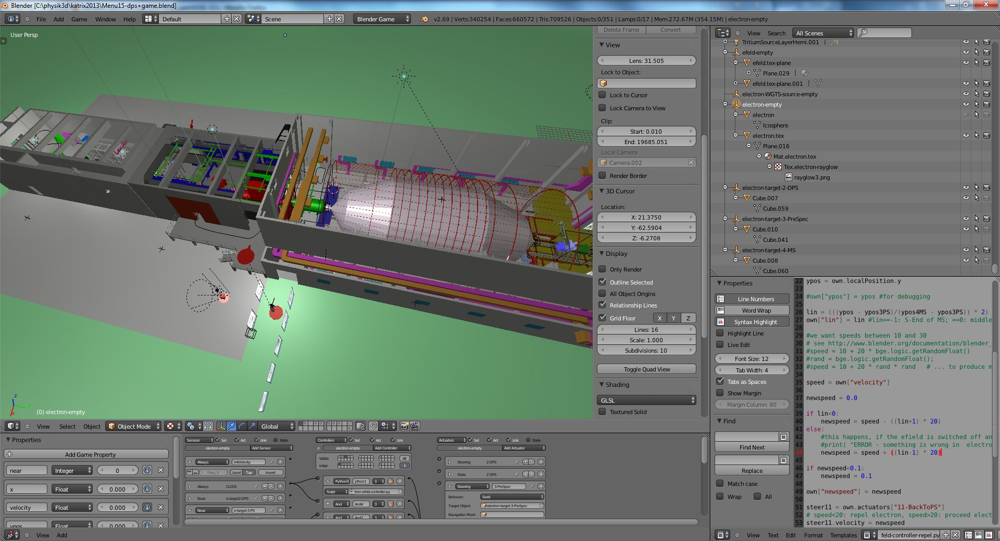 Blender [C:\physik3d\katrix2013\Menu15-dps+game.blend]
File Add Game Window Help Default Scene Blender Game v2.69 | Verts:340254 | Faces:660572 | Tris:709526 | Objects:0/351 | Lamps:0/17 | Mem:272.67M (354.15M) | electron-empty
User Persp
(0) electron-empty
View Select Object Object Mode Global
Delete Frame Convert
View
Lens: 31.505
Lock to Object:
Lock to Cursor
Lock Camera to View
Clip:
Start: 0.010
End: 19685.051
Local Camera:
Camera.002
Render Border
3D Cursor
Location:
X: 21.3750
Y: -62.5904
Z: -6.2708
Display
Only Render
Outline Selected
All Object Origins
Relationship Lines
Grid Floor X Y Z
Lines: 16
Scale: 1.000
Subdivisions: 10
Toggle Quad View
Shading
GLSL
Textured Solid
View Search All Scenes
TritiumSourceLayerHemi.001
efeld-empty
efeld.tex-plane
Plane.029
efeld.tex-plane.001
electron-WGTS-source-empty
electron-empty
electron
Icosphere
electron.tex
Plane.016
Mat.electron.tex
Tex.electron-rayglow
rayglow3.png
electron-target-2-DPS
Cube.007
Cube.059
electron-target-3-PreSpec
Cube.010
Cube.041
electron-target-4-MS
Cube.008
Cube.060
Properties
Line Numbers
Word Wrap
Syntax Highlight
Highlight Line
Live Edit
Font Size: 12
Tab Width: 4
Tabs as Spaces
Show Margin
Margin Column: 80
Find
Find Next
Replace
Match case
Wrap All
22 ypos = own.localPosition.y
23
24 #own["ypos"] = ypos #for debugging
25
26 lin = (((ypos - ypos3PS)/(ypos4MS - ypos3PS)) * 2)
27 own["lin"] = lin #lin==-1: S-End of MS; ==0: middle
28
29 #we want speeds between 10 and 30
30 # see http://www.blender.org/documentation/blender_
31 #speed = 10 + 20 * bge.logic.getRandomFloat()
32 #rand = bge.logic.getRandomFloat();
33 #speed = 10 + 20 * rand * rand # ... to produce m
34
35 speed = own["velocity"]
36
37 newspeed = 0.0
38
39 if lin<0:
40 newspeed = speed - ((lin+1) * 20)
41 else:
42 #this happens, if the efield is switched off an
43 #print( "ERROR - something is wrong in electro
44 newspeed = speed + ((lin-1) * 20)
45
46 if newspeed<0.1:
47 newspeed = 0.1
48
49 own["newspeed"] = newspeed
50
51 steer11 = own.actuators["11-BackToPS"]
52 # speed<20: repel electron, speed>20: proceed elect
53 steer11.velocity = newspeed
View Text Edit Format Templates feld-controller-repel.py
Properties
Add Game Property
near Integer 0
x Float 0.000
velocity Float 0.000
ypos Float 0.000
View Add
Sensors Sel Act Link State
electron-empty Add Sensor
Always InitVelocity
Freq: 0 Level Tap Invert
Always CLOCK
Near e-target2-DPS
Near e-target-3-PS
Controllers Sel Act Link
electron-empty Add Controller
Visible All
Initial
Python ython1 3
Script tron-efeld-controller.py
And And4 3
And And7 3
Actuators Sel Act Link State
electron-empty Add Actuator
Steering 2-DPS
State 2 DPS
Steering 3-PreSpec
Behavior: Seek
Target Object: electron-target-3-PreSpec
Navigation Mesh